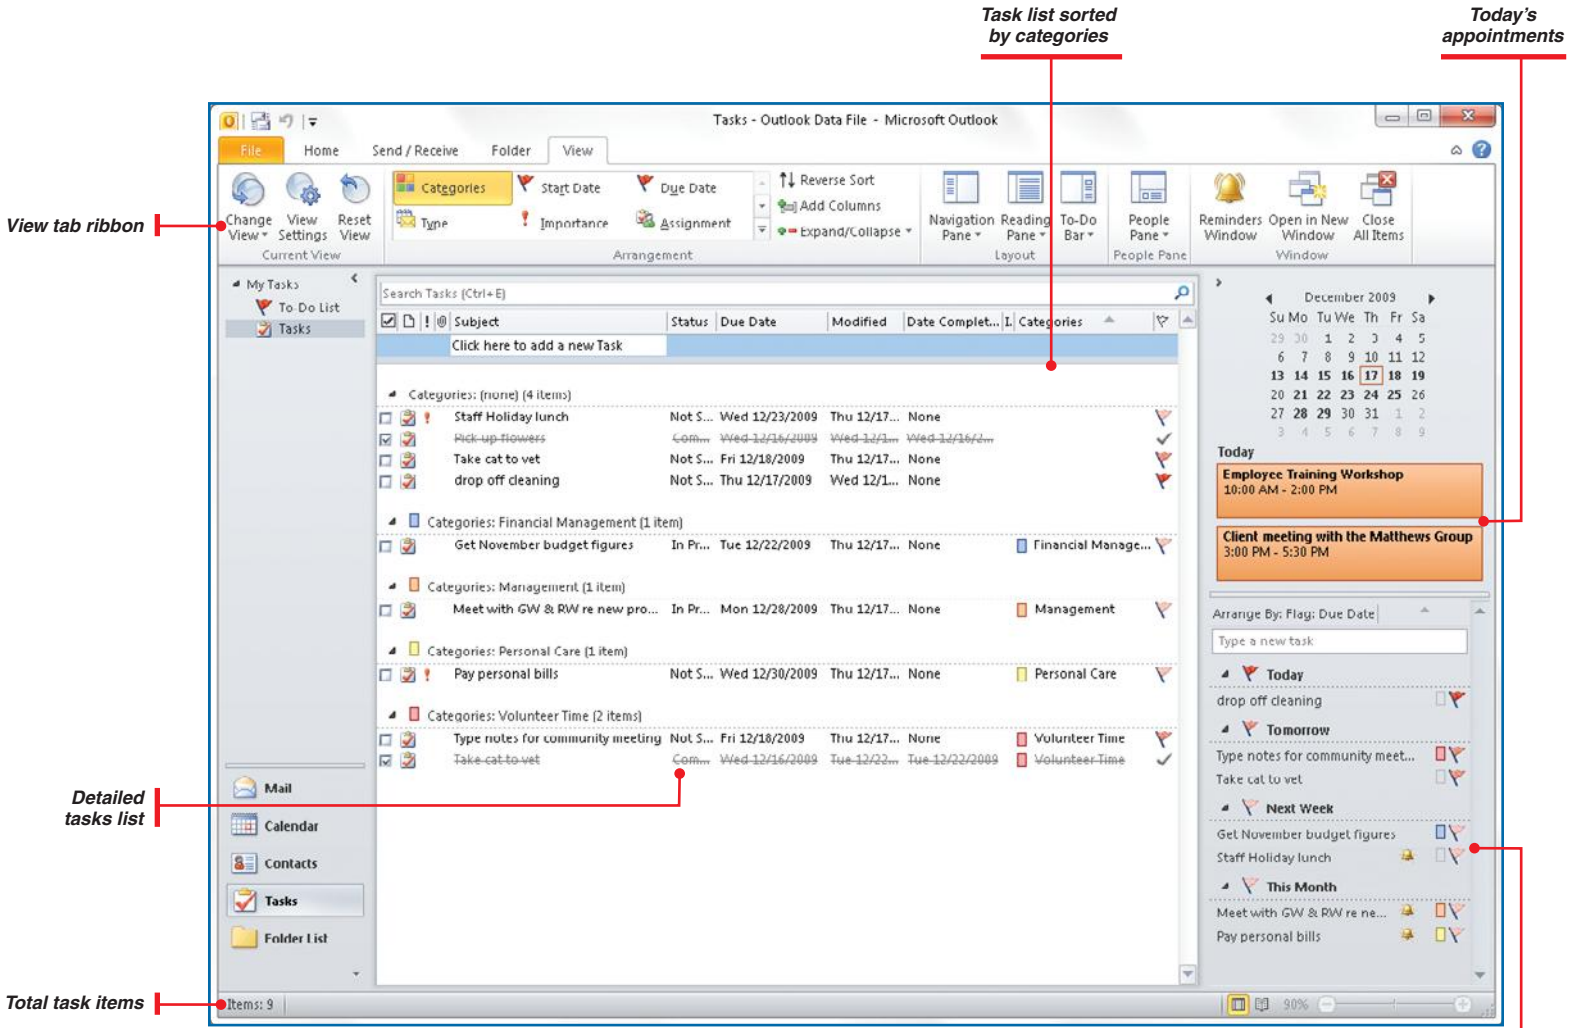 Task list sorted
by categories
Today's
appointments
Tasks - Outlook Data File - Microsoft Outlook
File Home Send / Receive Folder View
Categories Start Date Due Date
Type Importance Assignment
Reverse Sort
Add Columns
Expand/Collapse
Change View
View Settings
Reset View
Navigation Pane
Reading Pane
To-Do Bar
People Pane
Reminders Window
Open in New Window
Close All Items
Current View Arrangement Layout People Pane Window
View tab ribbon
My Tasks
To-Do List
Tasks
Search Tasks (Ctrl+E)
Subject Status Due Date Modified Date Complet... I. Categories
Click here to add a new Task
Categories: (none) (4 items)
Staff Holiday lunch Not S... Wed 12/23/2009 Thu 12/17... None
Pick up flowers Com... Wed 12/16/2009 Wed 12/1... Wed 12/16/2...
Take cat to vet Not S... Fri 12/18/2009 Thu 12/17... None
drop off cleaning Not S... Thu 12/17/2009 Wed 12/1... None
Categories: Financial Management (1 item)
Get November budget figures In Pr... Tue 12/22/2009 Thu 12/17... None Financial Manage...
Categories: Management (1 item)
Meet with GW & RW re new pro... In Pr... Mon 12/28/2009 Thu 12/17... None Management
Categories: Personal Care (1 item)
Pay personal bills Not S... Wed 12/30/2009 Thu 12/17... None Personal Care
Categories: Volunteer Time (2 items)
Type notes for community meeting Not S... Fri 12/18/2009 Thu 12/17... None Volunteer Time
Take cat to vet Com... Wed 12/16/2009 Tue 12/22... Tue 12/22/2009 Volunteer Time
Mail
Calendar
Contacts
Tasks
Folder List
Detailed
tasks list
Total task items
Items: 9
December 2009
Su Mo Tu We Th Fr Sa
29 30 1 2 3 4 5
6 7 8 9 10 11 12
13 14 15 16 17 18 19
20 21 22 23 24 25 26
27 28 29 30 31 1 2
3 4 5 6 7 8 9
Today
Employee Training Workshop
10:00 AM - 2:00 PM
Client meeting with the Matthews Group
3:00 PM - 5:30 PM
Arrange By: Flag: Due Date
Type a new task
Today
drop off cleaning
Tomorrow
Type notes for community meet...
Take cat to vet
Next Week
Get November budget figures
Staff Holiday lunch
This Month
Meet with GW & RW re ne...
Pay personal bills
90%